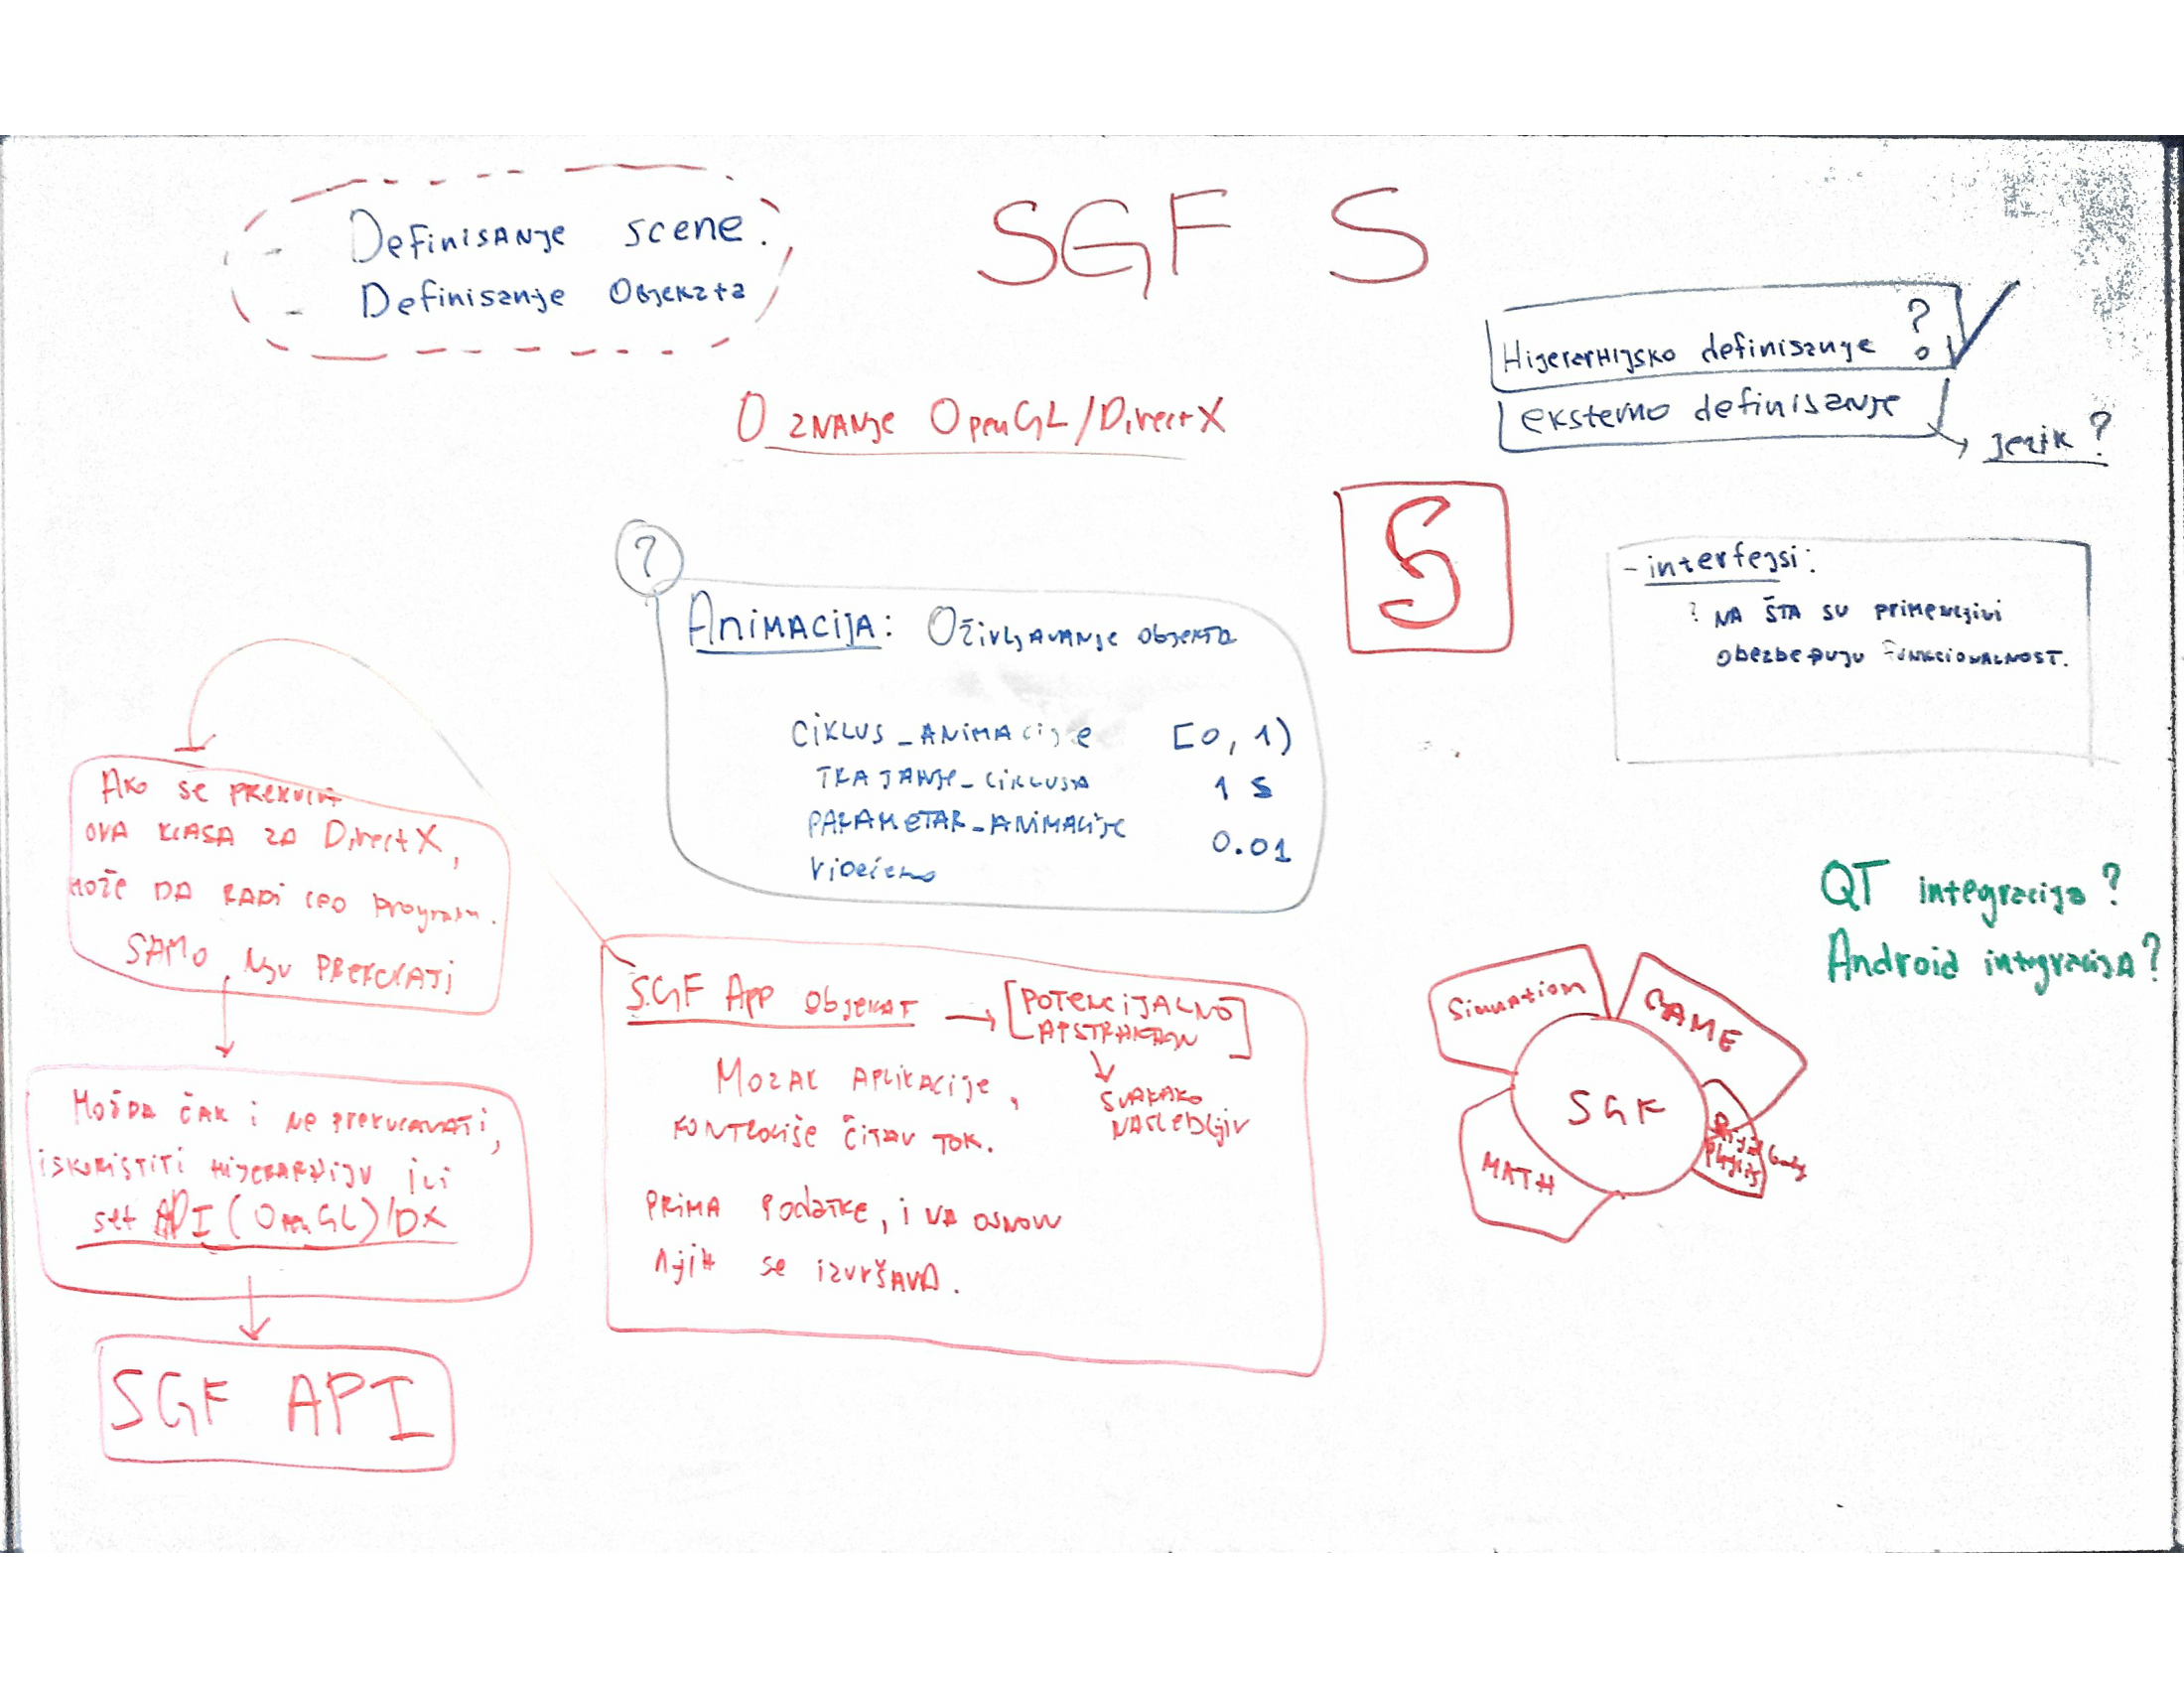 SGF S
- Definisanje scene.
- Definisanje Objekata
O znanje OpenGL/DirectX
Hijerarhijsko definisanje ?
eksterno definisanje
jezik ?
S
?
Animacija: Oživljavanje objekta
ciklus_animacije [0, 1)
TRAJANJE_ciklusa 1 s
PARAMETAR_ANIMACIJE 0.01
- interfejsi:
? NA ŠTA SU primenljivi
obezbeđuju funkcionalnost.
Ako se prekuca
ova klasa za DirectX,
može da radi ceo program.
SAMO nju prekucati
Možda čak i ne prekucavati,
iskoristiti hijerarhiju ili
set API (OpenGL)/DX
SGF API
SGF App objekat → [POTENCIJALNO
APSTRAKTAN]
svakako
nasledljiv
Mozak aplikacije,
kontroliše čitav tok.
prima podatke, i na osnovu
njih se izvršava.
QT integracija?
Android integracija?
Simulation
GAME
SGF
Rigid body
Physics
MATH